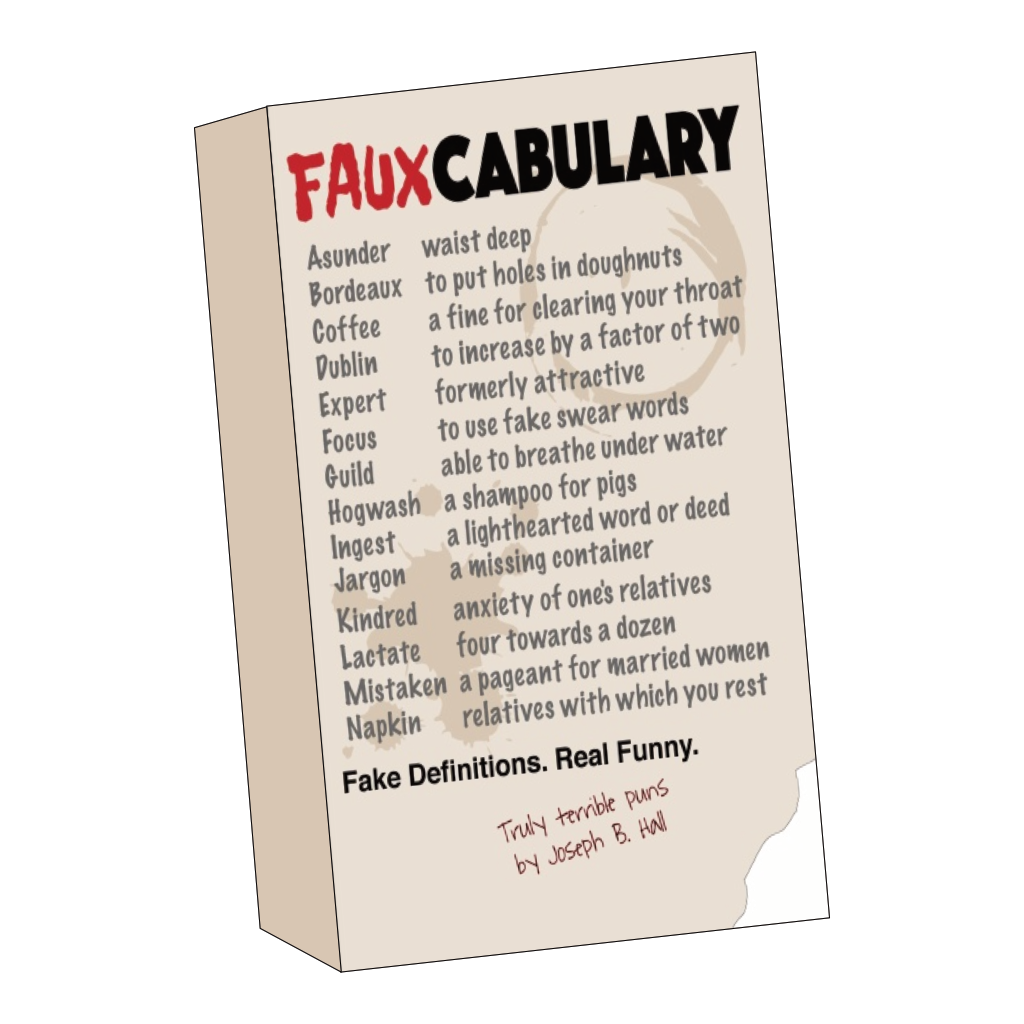 FAUXCABULARY
Asunder waist deep
Bordeaux to put holes in doughnuts
Coffee a fine for clearing your throat
Dublin to increase by a factor of two
Expert formerly attractive
Focus to use fake swear words
Guild able to breathe under water
Hogwash a shampoo for pigs
Ingest a lighthearted word or deed
Jargon a missing container
Kindred anxiety of one's relatives
Lactate four towards a dozen
Mistaken a pageant for married women
Napkin relatives with which you rest
Fake Definitions. Real Funny.
Truly terrible puns
by Joseph B. Hall